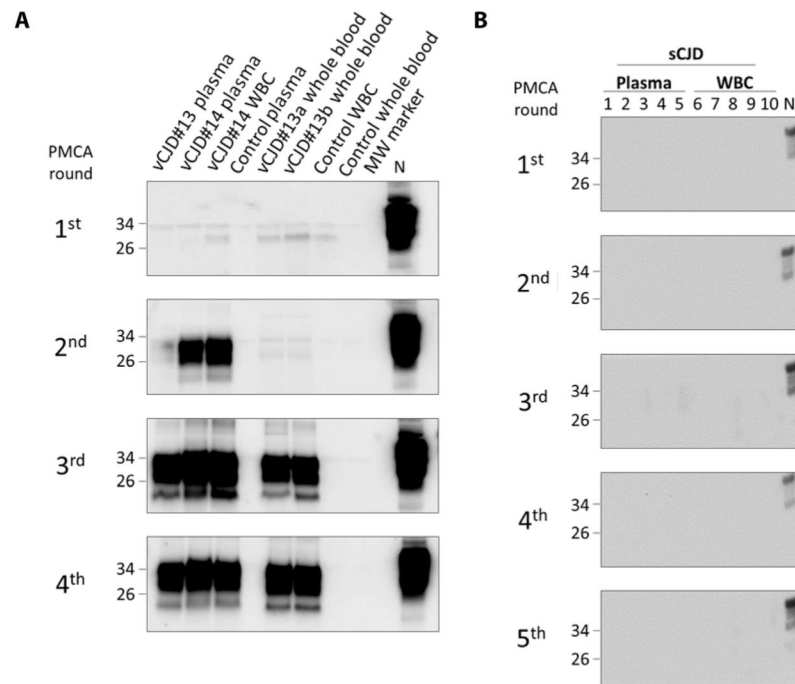 A
vCJD#13 plasma
vCJD#14 plasma
vCJD#14 WBC
Control plasma
vCJD#13a whole blood
vCJD#13b whole blood
Control WBC
Control whole blood
MW marker
N
PMCA
round
1st
34
26
2nd
34
26
3rd
34
26
4th
34
26
B
sCJD
Plasma WBC
PMCA
round
1 2 3 4 5 6 7 8 9 10 N
1st
34
26
2nd
34
26
3rd
34
26
4th
34
26
5th
34
26